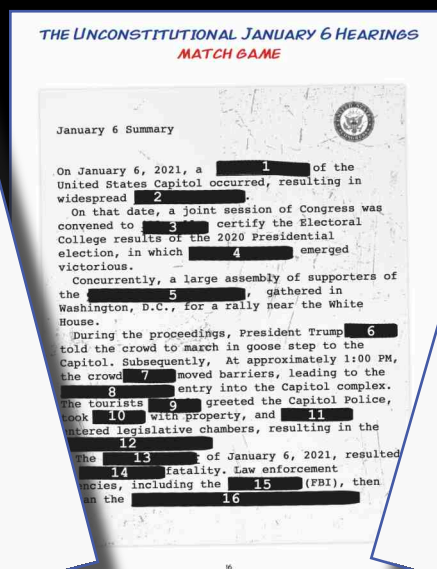 THE UNCONSTITUTIONAL JANUARY 6 HEARINGS
MATCH GAME
January 6 Summary
On January 6, 2021, a 1 of the
United States Capitol occurred, resulting in
widespread 2.
On that date, a joint session of Congress was
convened to 3 certify the Electoral
College results of the 2020 Presidential
election, in which 4 emerged
victorious.
Concurrently, a large assembly of supporters of
the 5, gathered in
Washington, D.C., for a rally near the White
House.
During the proceedings, President Trump 6
told the crowd to march in goose step to the
Capitol. Subsequently, At approximately 1:00 PM,
the crowd 7 moved barriers, leading to the
8 entry into the Capitol complex.
The tourists 9 greeted the Capitol Police,
took 10 with property, and 11
entered legislative chambers, resulting in the
12
The 13 of January 6, 2021, resulted
14 fatality. Law enforcement
encies, including the 15 (FBI), then
an the 16
16